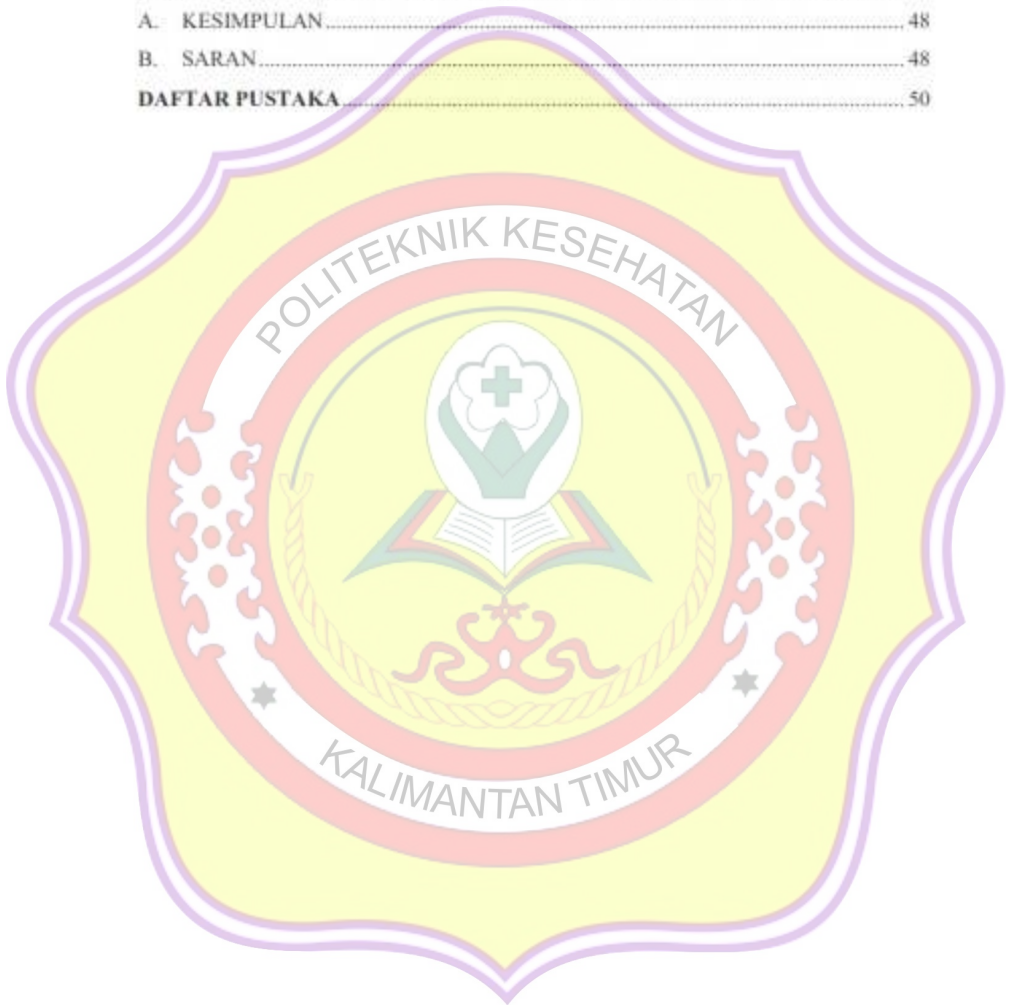 A. KESIMPULAN 48
B. SARAN 48
DAFTAR PUSTAKA 50
POLITEKNIK KESEHATAN
KALIMANTAN TIMUR